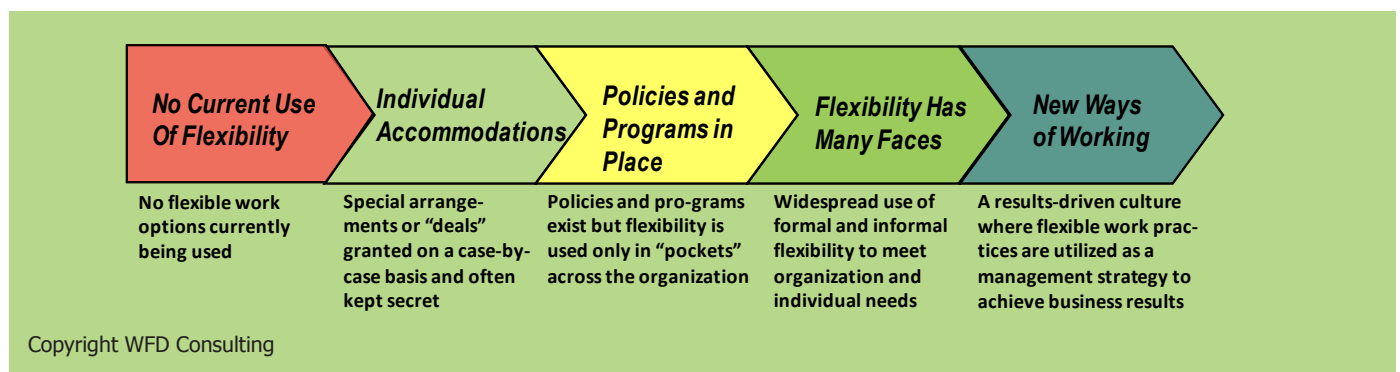 No Current Use
Of Flexibility
Individual
Accommodations
Policies and
Programs in
Place
Flexibility Has
Many Faces
New Ways
of Working
No flexible work
options currently
being used
Special arrange-
ments or “deals”
granted on a case-by-
case basis and often
kept secret
Policies and pro-grams
exist but flexibility is
used only in “pockets”
across the organization
Widespread use of
formal and informal
flexibility to meet
organization and
individual needs
A results-driven culture
where flexible work prac-
tices are utilized as a
management strategy to
achieve business results
Copyright WFD Consulting